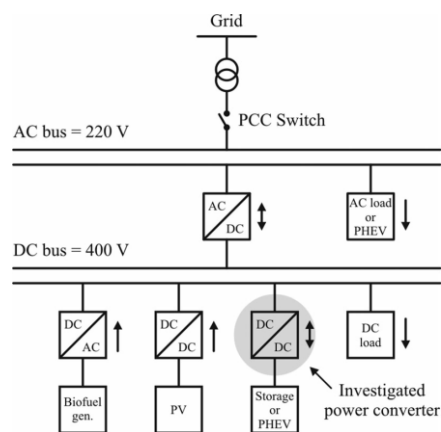 Grid
PCC Switch
AC bus = 220 V
AC
DC
AC load
or
PHEV
DC bus = 400 V
DC
AC
DC
DC
DC
DC
DC
load
Biofuel
gen.
PV
Storage
or
PHEV
Investigated
power converter